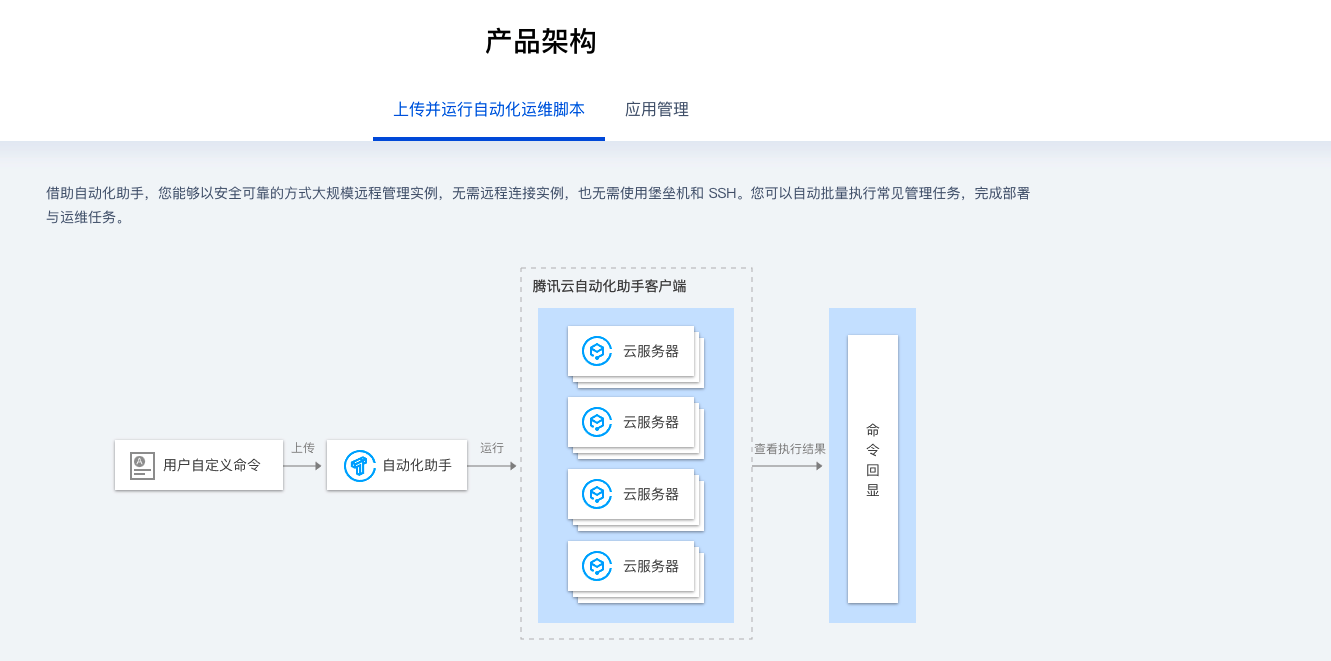 产品架构
上传并运行自动化运维脚本
应用管理
借助自动化助手，您能够以安全可靠的方式大规模远程管理实例，无需远程连接实例，也无需使用堡垒机和 SSH。您可以自动批量执行常见管理任务，完成部署
与运维任务。
腾讯云自动化助手客户端
用户自定义命令
上传
自动化助手
运行
云服务器
云服务器
云服务器
云服务器
查看执行结果
命
令
回
显